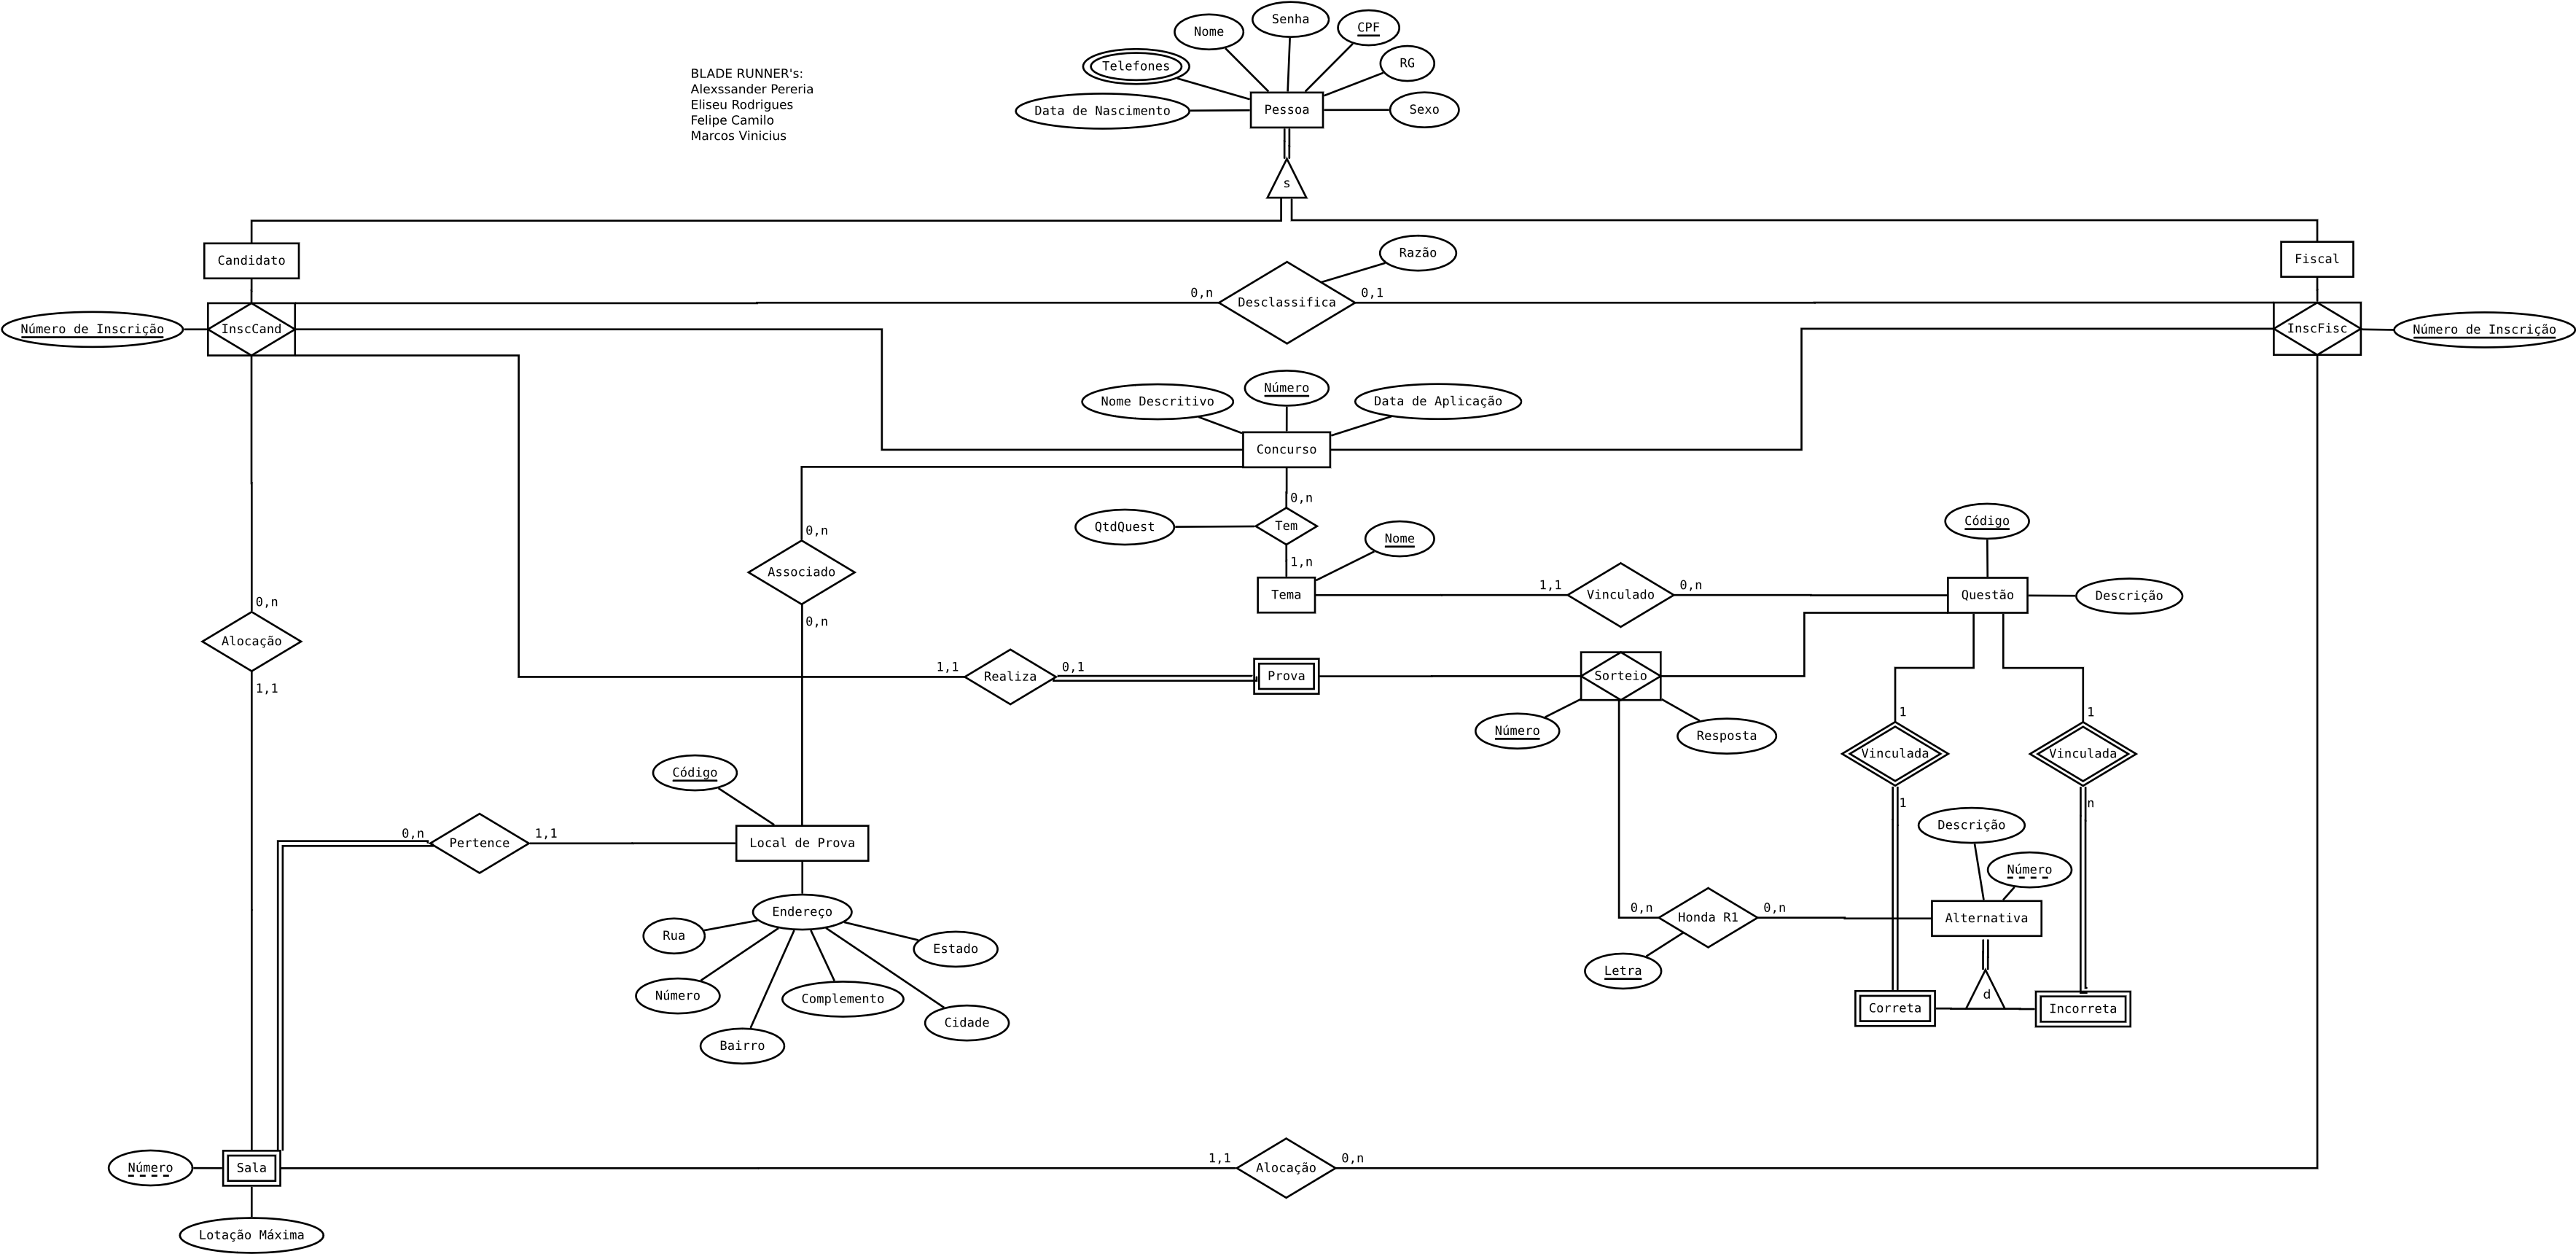 Senha
CPF
Nome
RG
Telefones
BLADE RUNNER's:
Alexssander Pereria
Eliseu Rodrigues
Felipe Camilo
Marcos Vinicius
Data de Nascimento
Pessoa
Sexo
s
Candidato
Razão
Fiscal
0,n
Desclassifica
0,1
Número de Inscrição
InscCand
InscFisc
Número de Inscrição
Nome Descritivo
Número
Data de Aplicação
Concurso
0,n
QtdQuest
Tem
Código
0,n
Nome
1,n
Associado
Tema
1,1
Vinculado
0,n
Questão
Descrição
0,n
0,n
Alocação
1,1
1,1
Realiza
0,1
Prova
Sorteio
Número
Resposta
1
1
Vinculada
Vinculada
1
n
Código
0,n
Pertence
1,1
Local de Prova
Descrição
Número
Endereço
0,n
Honda R1
0,n
Alternativa
Rua
Estado
Letra
Número
Complemento
d
Cidade
Correta
Incorreta
Bairro
1,1
Alocação
0,n
Número
Sala
Lotação Máxima